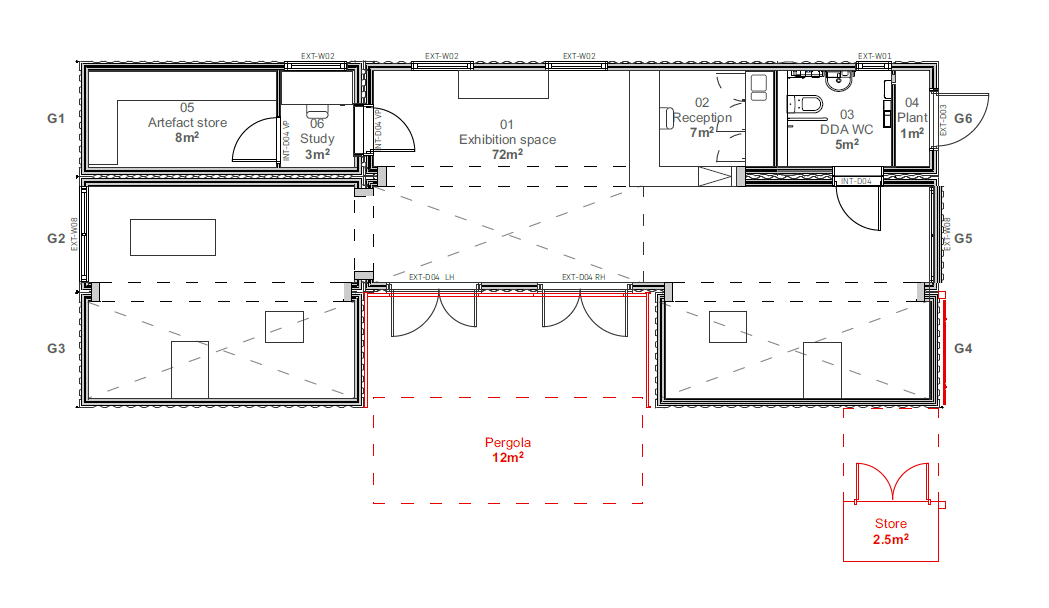 EXT-W02
EXT-W02
EXT-W02
EXT-W01
G1
05
Artefact store
8m²
INT-D04 VP
06
Study
3m²
INT-D04 VP
01
Exhibition space
72m²
02
Reception
7m²
03
DDA WC
5m²
04
Plant
1m²
EXT-D03
G6
INT-D04
G2
EXT-W08
EXT-W08
G5
EXT-D04 LH
EXT-D04 RH
G3
G4
Pergola
12m²
Store
2.5m²